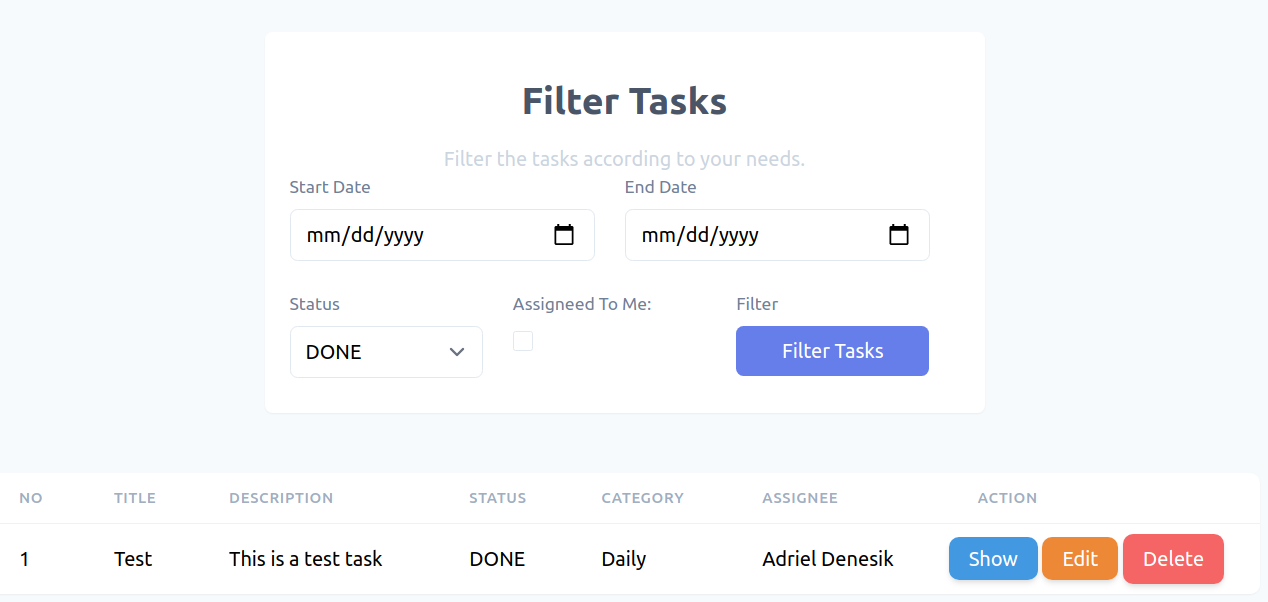 Filter Tasks
Filter the tasks according to your needs.
Start Date End Date
mm/dd/yyyy mm/dd/yyyy
Status Assigneed To Me: Filter
DONE Filter Tasks
NO TITLE DESCRIPTION STATUS CATEGORY ASSIGNEE ACTION
1 Test This is a test task DONE Daily Adriel Denesik Show Edit Delete